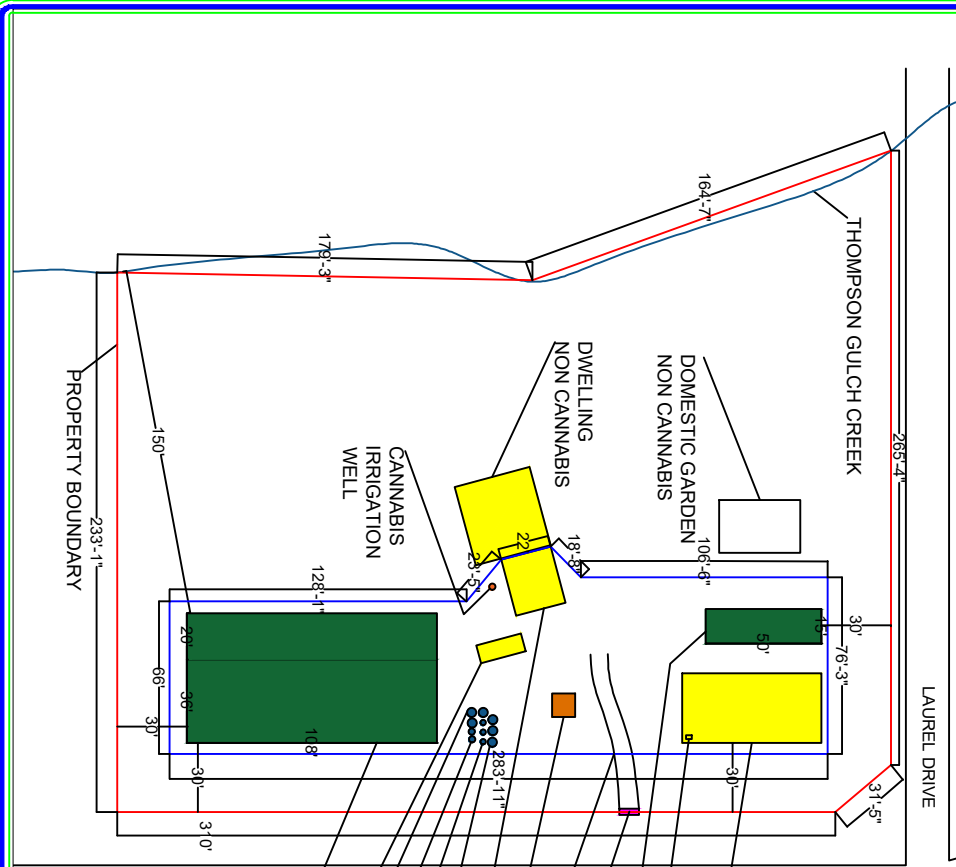 THOMPSON GULCH CREEK
164'-7"
179'-3"
265'-4"
DWELLING
NON CANNABIS
DOMESTIC GARDEN
NON CANNABIS
PROPERTY BOUNDARY
150'
CANNABIS
IRRIGATION
WELL
233'-1"
22'
18'-8"
106'-6"
23'-5"
128'-1"
30'
15'
50'
76'-3"
66'
36'
30'
108'
30'
283'-11"
30'
310'
31'-5"
LAUREL DRIVE